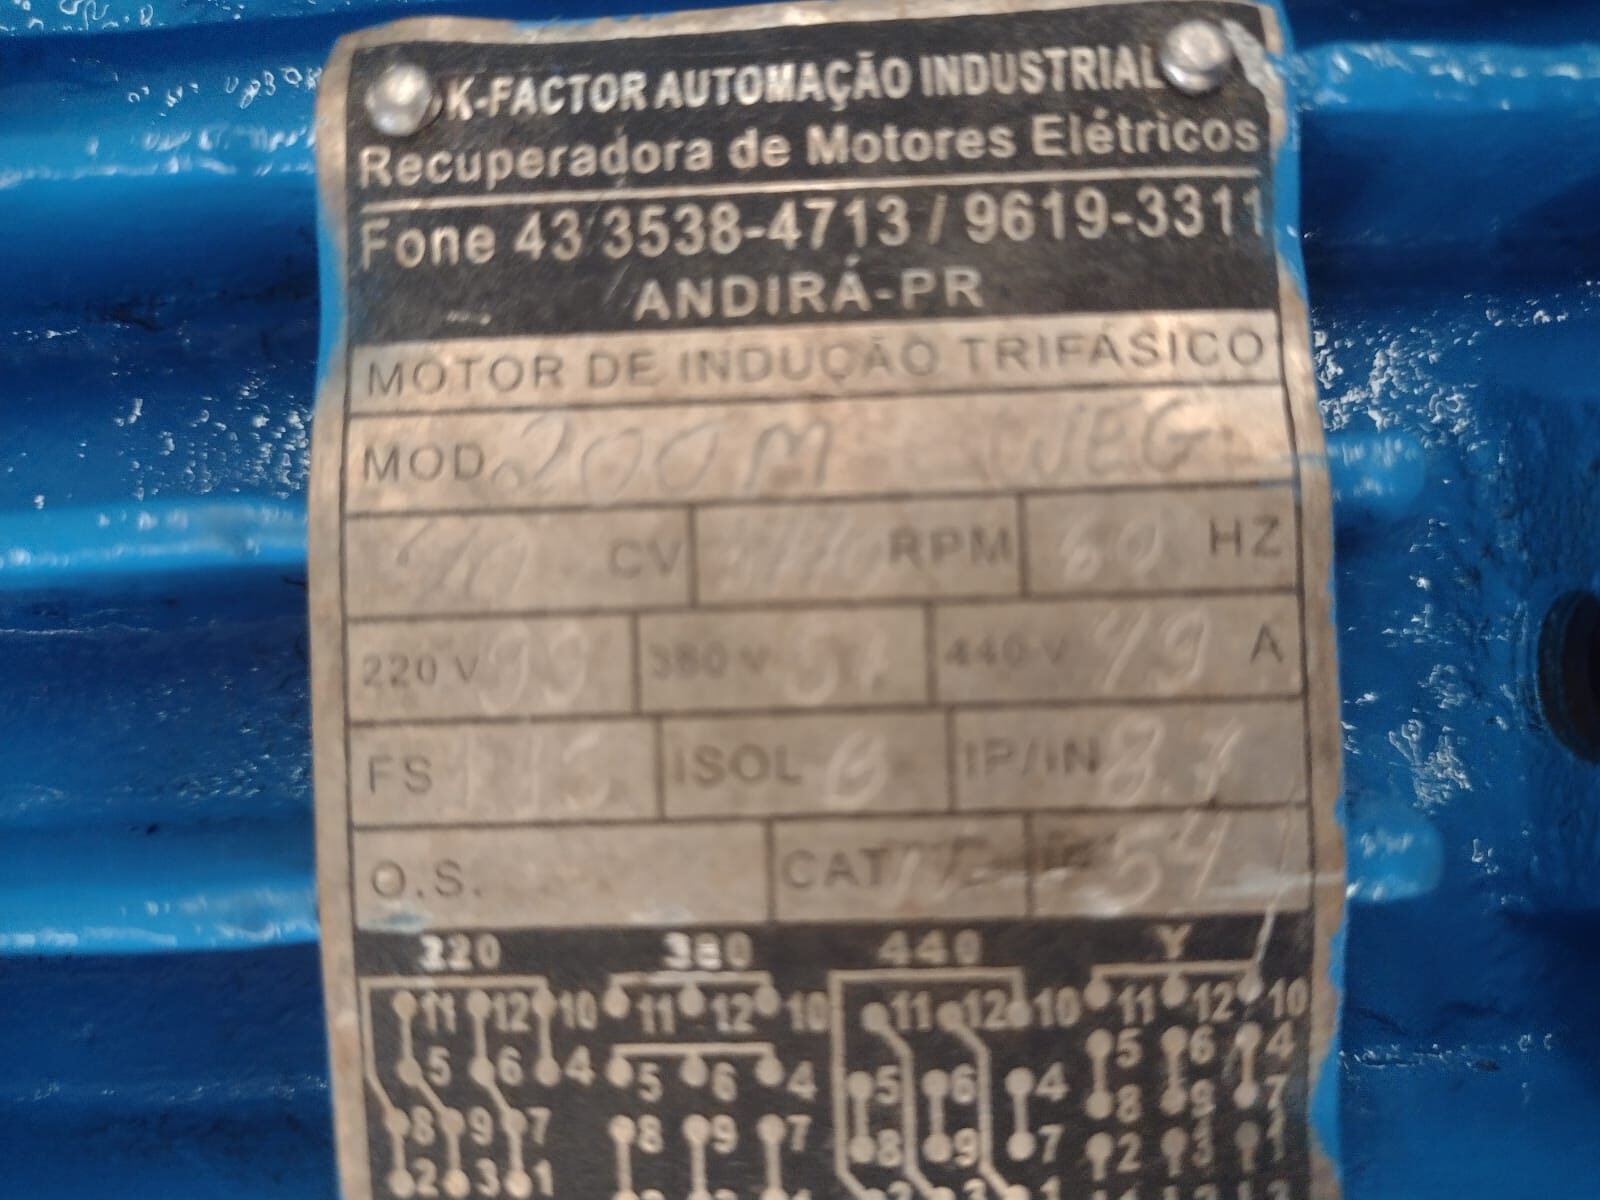 K-FACTOR AUTOMAÇÃO INDUSTRIAL
Recuperadora de Motores Elétricos
Fone 43 3538-4713 / 9619-3311
ANDIRÁ-PR
MOTOR DE INDUÇÃO TRIFÁSICO
MOD. 200M WEG
CV RPM 60 HZ
220 V 99 380 V 440 V 49 A
FS 1.15 ISOL B IP/IN
O.S. CAT IP 54
220 380 440 Y
11 12 10 11 12 10 11 12 10 11 12 10
5 6 4 5 6 4 5 6 4 5 6 4
8 9 7 8 9 7 8 9 7 8 9 7
2 3 1 2 3 1